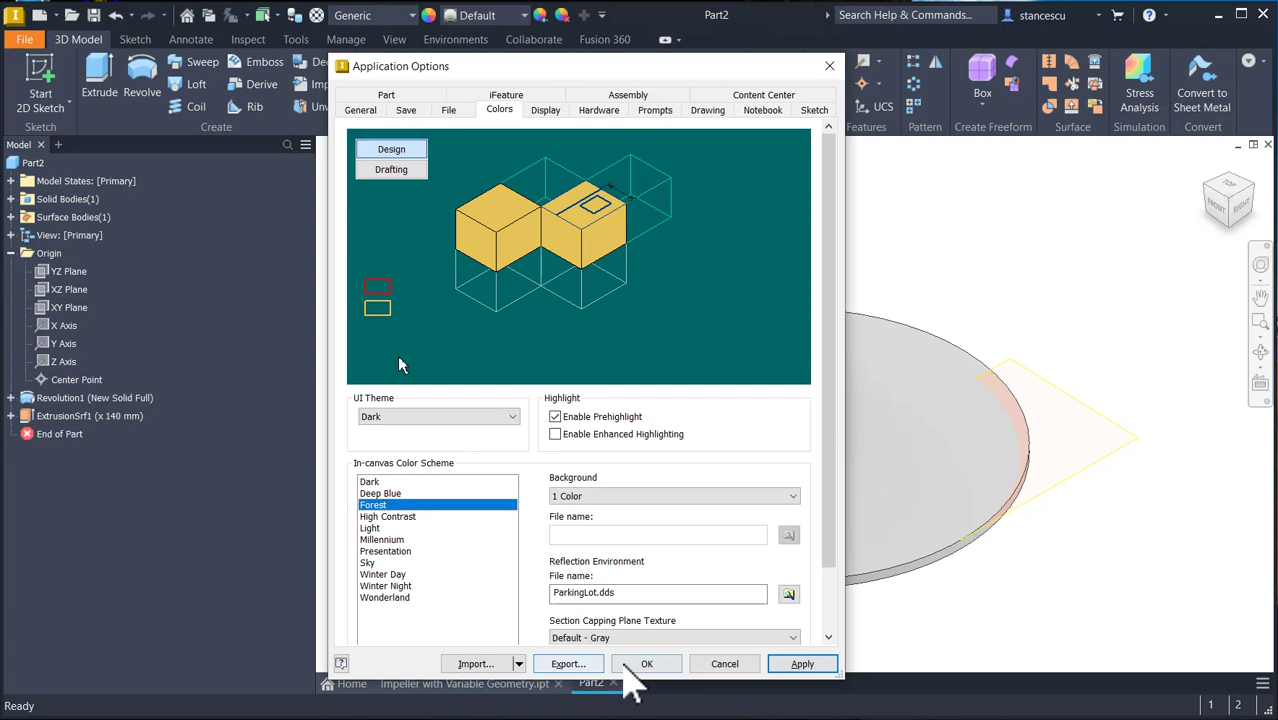 Generic
Default
Part2
Search Help & Commands...
stancescu
File
3D Model
Sketch
Annotate
Inspect
Tools
Manage
View
Environments
Collaborate
Fusion 360
Start
2D Sketch
Extrude
Revolve
Sweep
Loft
Coil
Emboss
Derive
Rib
Sketch
Create
UCS
Features
Pattern
Box
Create Freeform
Surface
Stress
Analysis
Simulation
Convert to
Sheet Metal
Convert
Model
Part2
Model States: [Primary]
Solid Bodies(1)
Surface Bodies(1)
View: [Primary]
Origin
YZ Plane
XZ Plane
XY Plane
X Axis
Y Axis
Z Axis
Center Point
Revolution1 (New Solid Full)
ExtrusionSrf1 (x 140 mm)
End of Part
Application Options
Part
iFeature
Assembly
Content Center
General
Save
File
Colors
Display
Hardware
Prompts
Drawing
Notebook
Sketch
Design
Drafting
UI Theme
Dark
Highlight
Enable Prehighlight
Enable Enhanced Highlighting
In-canvas Color Scheme
Dark
Deep Blue
Forest
High Contrast
Light
Millennium
Presentation
Sky
Winter Day
Winter Night
Wonderland
Background
1 Color
File name:
Reflection Environment
File name:
ParkingLot.dds
Section Capping Plane Texture
Default - Gray
Import...
Export...
OK
Cancel
Apply
TOP
FRONT
RIGHT
Home
Impeller with Variable Geometry.ipt
Part2
Ready
1
2